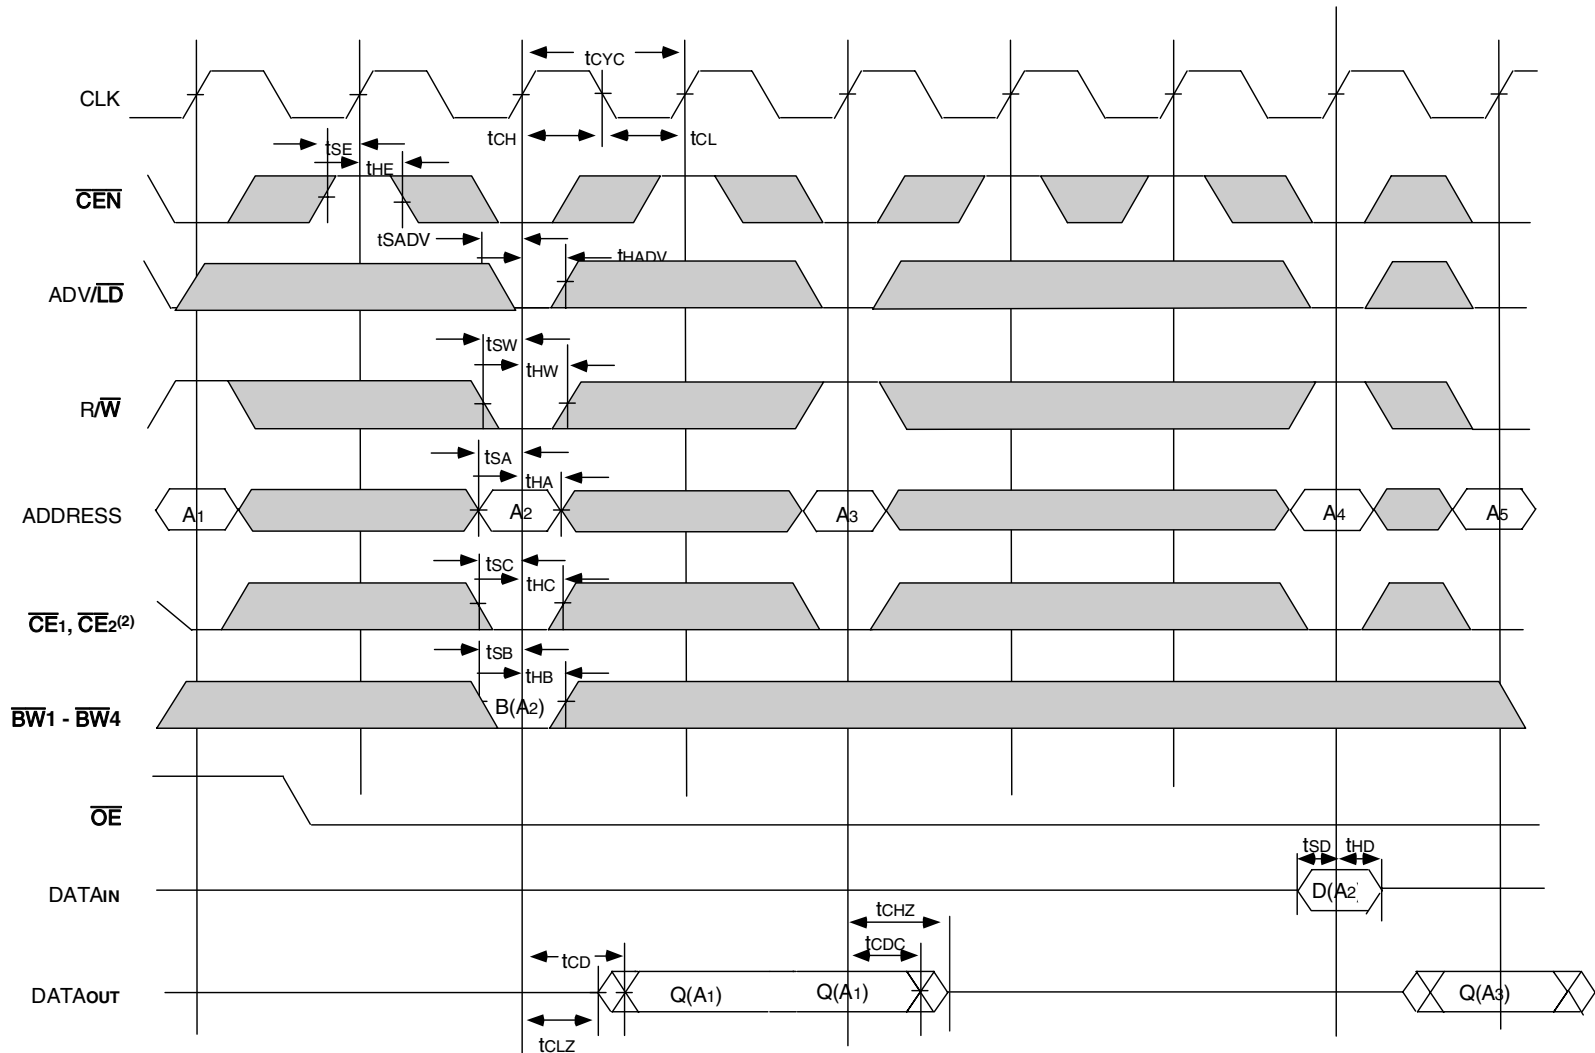 tCYC
CLK
tCH
tCL
tSE
tHE
CEN
tSADV
tHADV
ADV/LD
tSW
tHW
R/W
tSA
tHA
ADDRESS
A1
A2
A3
A4
A5
tSC
tHC
CE1, CE2(2)
tSB
tHB
BW1 - BW4
B(A2)
OE
tSD
tHD
DATAIN
D(A2
tCHZ
tCDC
tCD
DATAOUT
Q(A1)
Q(A1)
Q(A3)
tCLZ